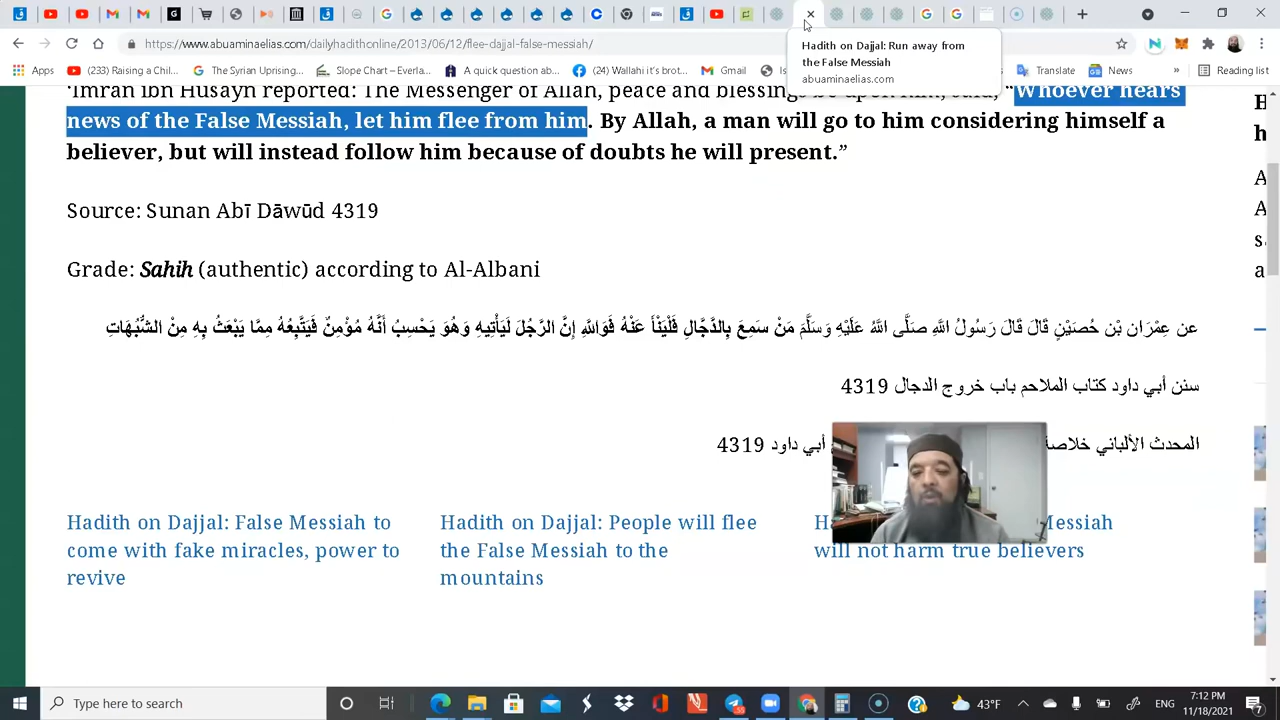 https://www.abuaminaelias.com/dailyhadithonline/2013/06/13/flee-dajjal-false-messiah/
Hadith on Dajjal: Run away from
the False Messiah
abuaminaelias.com
Apps
(233) Raising a Chil...
The Syrian Uprising...
Slope Chart – Everla...
A quick question ab...
(24) Wallahi it's brot...
Gmail
Translate
News
»
Reading list
'Imran ibn Husayn reported: The Messenger of Allah, peace and blessings be upon him, said, “Whoever hears
news of the False Messiah, let him flee from him. By Allah, a man will go to him considering himself a
believer, but will instead follow him because of doubts he will present.”
Source: Sunan Abī Dāwūd 4319
Grade: Sahih (authentic) according to Al-Albani
عن عِمْرَان بْن حُصَيْنٍ قَالَ قَالَ رَسُولُ اللَّهِ صَلَّى اللَّهُ عَلَيْهِ وَسَلَّمَ مَنْ سَمِعَ بِالدَّجَّالِ فَلْيَنْأَ عَنْهُ فَوَاللَّهِ إِنَّ الرَّجُلَ لَيَأْتِيهِ وَهُوَ يَحْسِبُ أَنَّهُ مُؤْمِنٌ فَيَتَّبِعُهُ مِمَّا يَبْعَثُ بِهِ مِنْ الشُّبُهَاتِ
4319 سنن أبي داود كتاب الملاحم باب خروج الدجال
المحدث الألباني خلاصة
أبي داود 4319
Hadith on Dajjal: False Messiah to
come with fake miracles, power to
revive
Hadith on Dajjal: People will flee
the False Messiah to the
mountains
Messiah
will not harm true believers
Type here to search
43°F
ENG
7:12 PM
11/18/2021